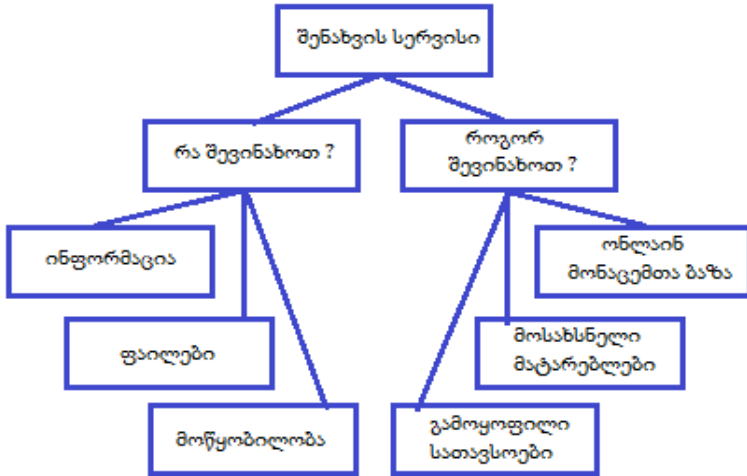 შენახვის სერვისი
რა შევინახოთ ?
როგორ
შევინახოთ ?
ინფორმაცია
ონლაინ
მონაცემთა ბაზა
ფაილები
მოსახსნელი
მატარებლები
მოწყობილობა
გამოყოფილი
სათავსოები